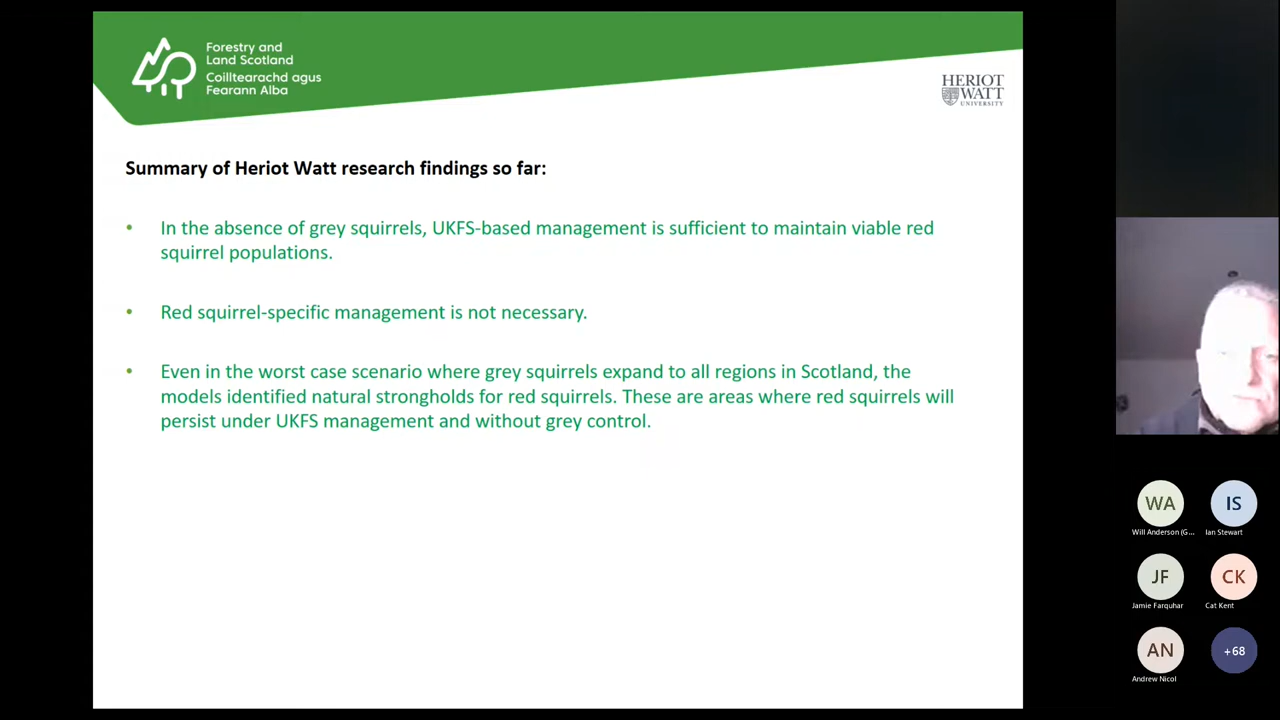 Forestry and
Land Scotland
Coilltearachd agus
Fearann Alba
HERIOT
WATT
UNIVERSITY
Summary of Heriot Watt research findings so far:
• In the absence of grey squirrels, UKFS-based management is sufficient to maintain viable red
squirrel populations.
• Red squirrel-specific management is not necessary.
• Even in the worst case scenario where grey squirrels expand to all regions in Scotland, the
models identified natural strongholds for red squirrels. These are areas where red squirrels will
persist under UKFS management and without grey control.
WA
IS
Will Anderson (G...
Ian Stewart
JF
CK
Jamie Farquhar
Cat Kent
AN
+68
Andrew Nicol